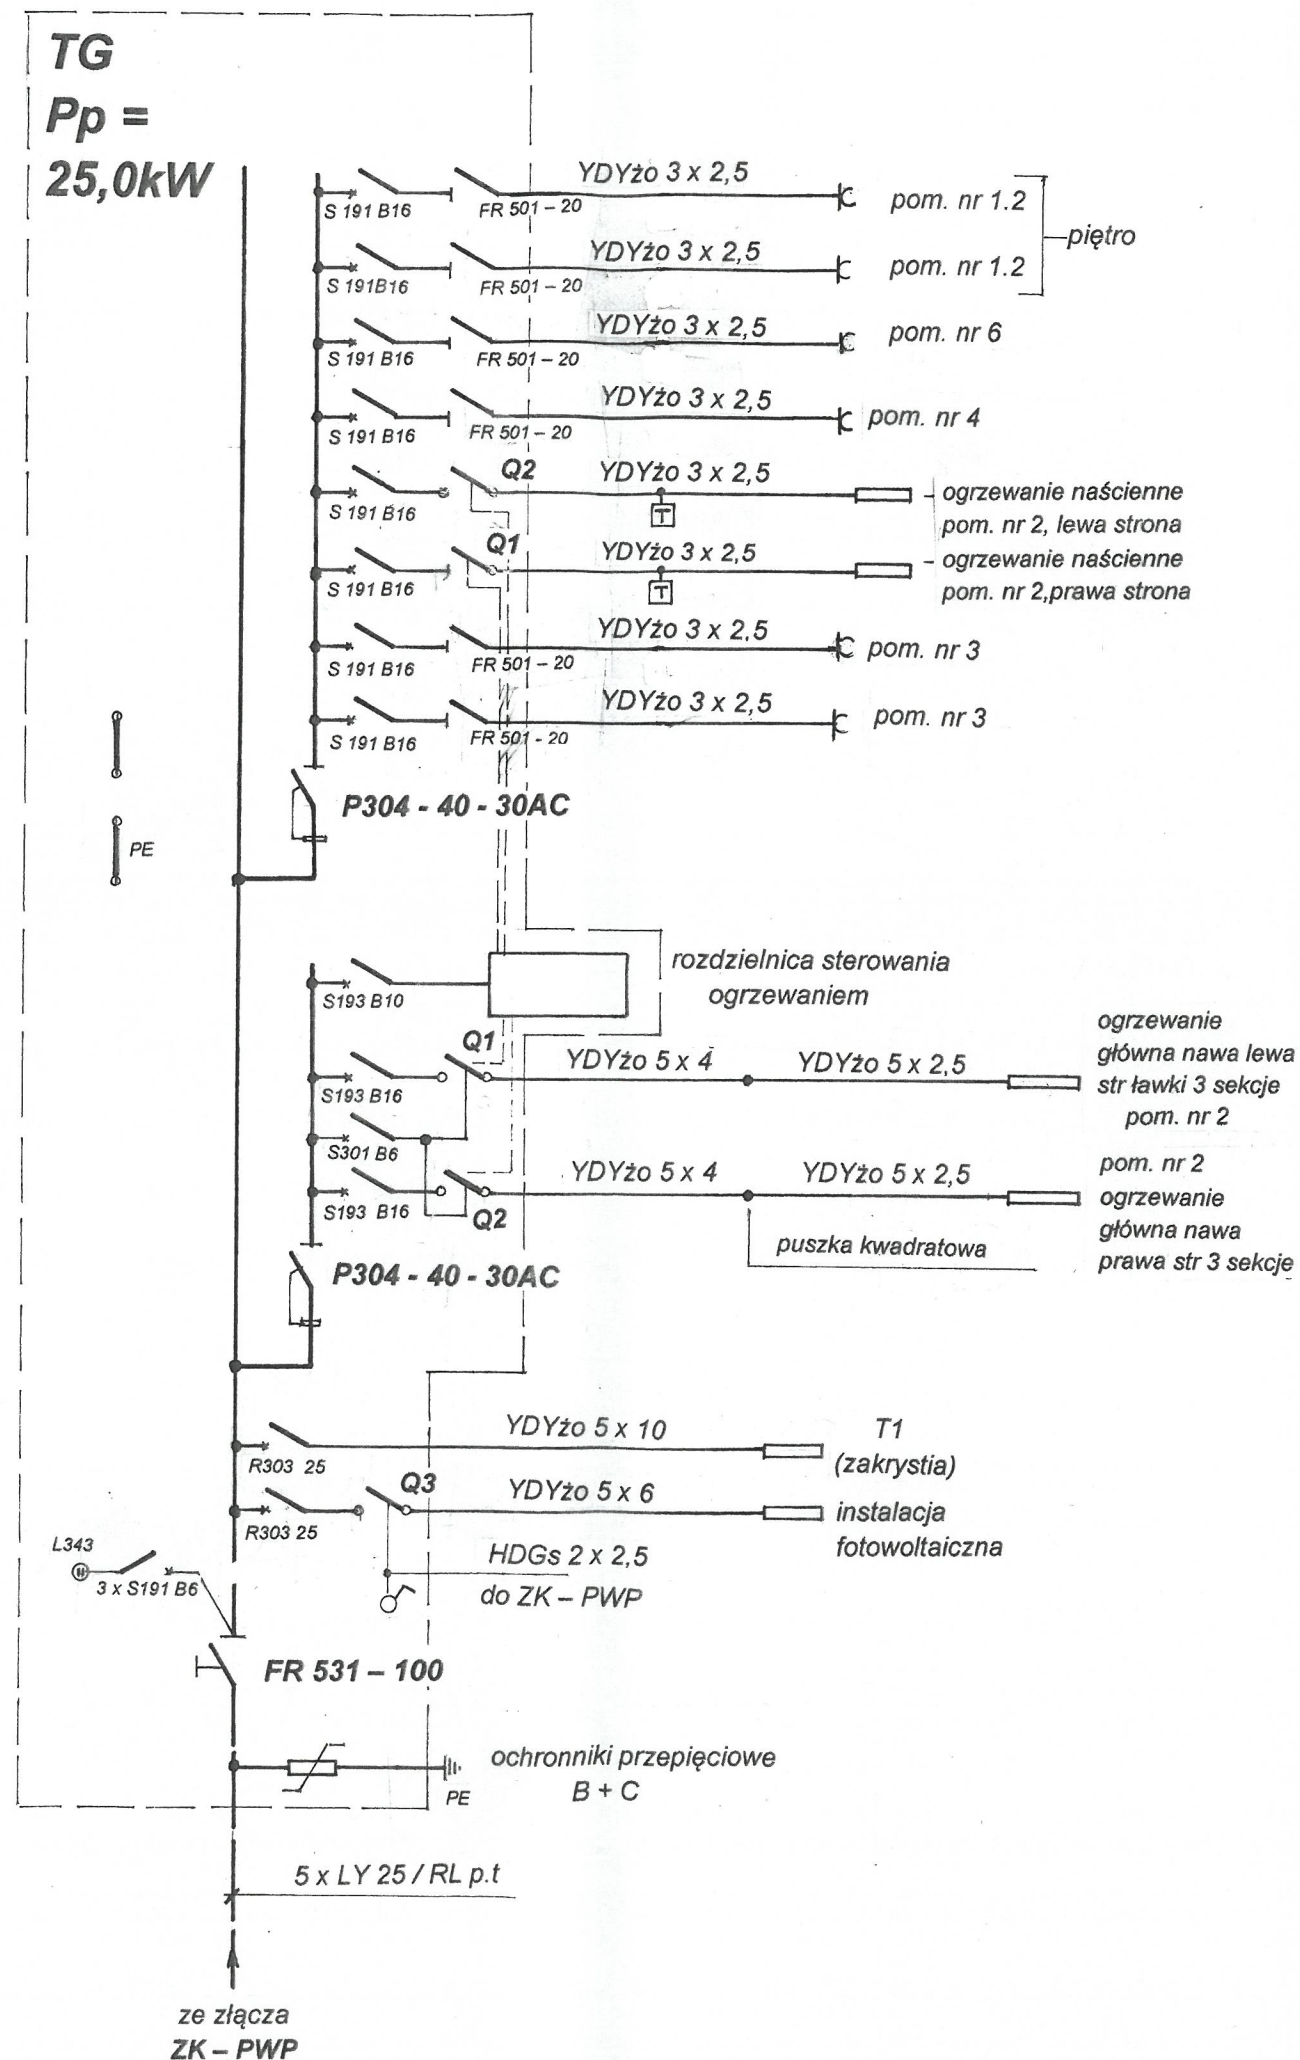 TG
Pp =
25,0kW
YDYżo 3 x 2,5
S 191 B16
FR 501 – 20
pom. nr 1.2
piętro
YDYżo 3 x 2,5
S 191B16
FR 501 – 20
pom. nr 1.2
YDYżo 3 x 2,5
S 191 B16
FR 501 – 20
pom. nr 6
YDYżo 3 x 2,5
S 191 B16
FR 501 – 20
pom. nr 4
Q2
YDYżo 3 x 2,5
S 191 B16
T
ogrzewanie naścienne
pom. nr 2, lewa strona
Q1
YDYżo 3 x 2,5
S 191 B16
T
ogrzewanie naścienne
pom. nr 2,prawa strona
YDYżo 3 x 2,5
S 191 B16
FR 501 – 20
pom. nr 3
YDYżo 3 x 2,5
S 191 B16
FR 501 - 20
pom. nr 3
P304 - 40 - 30AC
PE
rozdzielnica sterowania
ogrzewaniem
S193 B10
Q1
YDYżo 5 x 4
YDYżo 5 x 2,5
S193 B16
ogrzewanie
główna nawa lewa
str ławki 3 sekcje
pom. nr 2
S301 B6
YDYżo 5 x 4
YDYżo 5 x 2,5
S193 B16
Q2
pom. nr 2
ogrzewanie
główna nawa
prawa str 3 sekcje
puszka kwadratowa
P304 - 40 - 30AC
YDYżo 5 x 10
R303 25
T1
(zakrystia)
Q3
YDYżo 5 x 6
R303 25
instalacja
fotowoltaiczna
L343
3 x S191 B6
HDGs 2 x 2,5
do ZK – PWP
FR 531 – 100
ochronniki przepięciowe
B + C
PE
5 x LY 25 / RL p.t
ze złącza
ZK – PWP